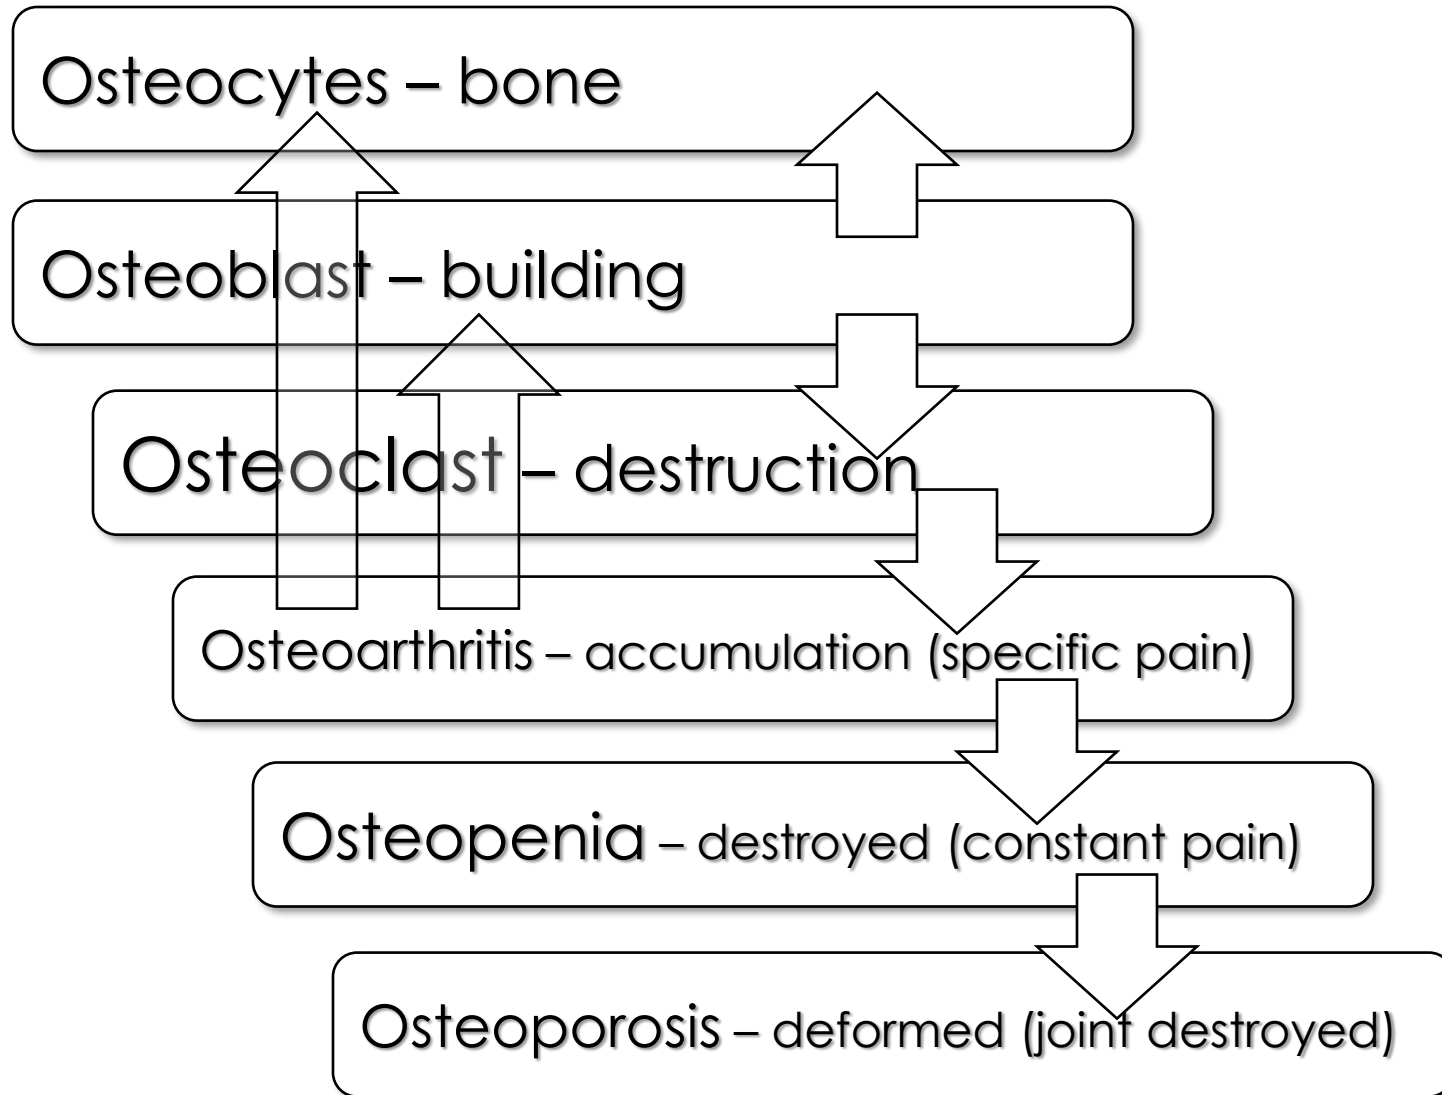 Osteocytes – bone
Osteoblast – building
Osteoclast – destruction
Osteoarthritis – accumulation (specific pain)
Osteopenia – destroyed (constant pain)
Osteoporosis – deformed (joint destroyed)